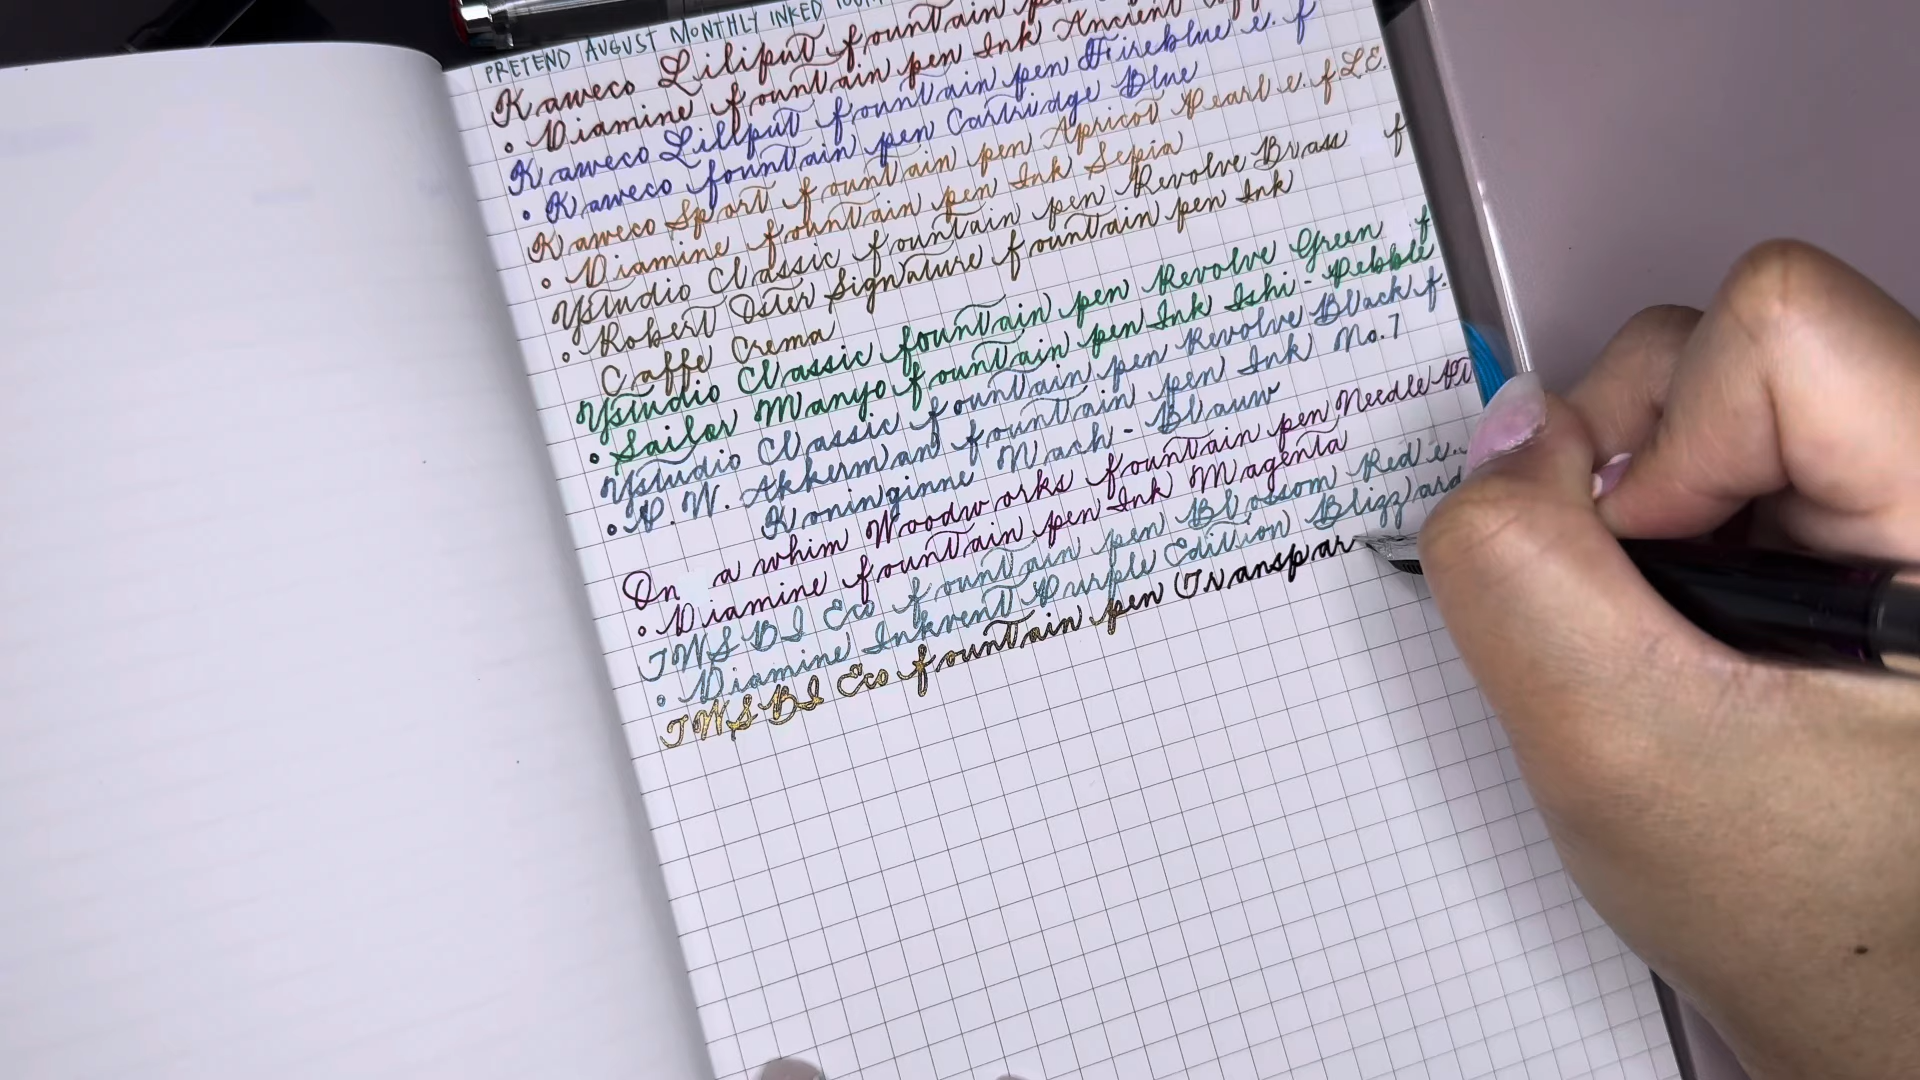 PRETEND AUGUST MONTHLY INKED
Kaweco Liliput fountain
• Diamine fountain pen Ink Ancient
Kaweco Lillput fountain pen Fireblue e. f
• Kaweco fountain pen Cartridge Blue
Kaweco Sport fountain pen Apricot Pearl e. f L.E.
• Diamine fountain pen Ink Sepia
Ystudio Classic fountain pen Revolve Brass f
• Robert Oster Signature fountain pen Ink
Caffe Crema
Ystudio Classic fountain pen Revolve Green f
• Sailor Manyo fountain pen Ink Ishi - Pebble
Ystudio Classic fountain pen Revolve Black f.
• P. W. Akkerman fountain pen Ink No. 7
Koninginne Nach - Blauw
On a whim Woodworks fountain pen Needle
• Diamine fountain pen Ink Magenta
TWSBI Eco fountain pen Blossom Red e.
• Diamine Inkvent Purple Edition Blizzard
TWSBI Eco fountain pen Transpar